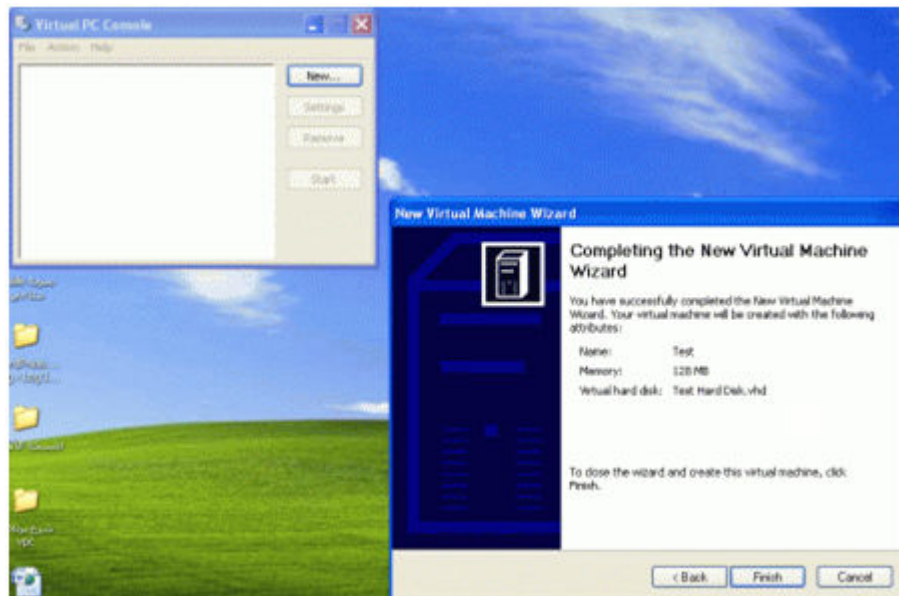 Virtual PC Console
File Action Help
New...
Settings
Remove
Start
New Virtual Machine Wizard
Completing the New Virtual Machine
Wizard
You have successfully completed the New Virtual Machine
Wizard. Your virtual machine will be created with the following
attributes:
Name: Test
Memory: 128 MB
Virtual hard disk: Test Hard Disk.vhd
To close the wizard and create this virtual machine, click
Finish.
< Back Finish Cancel